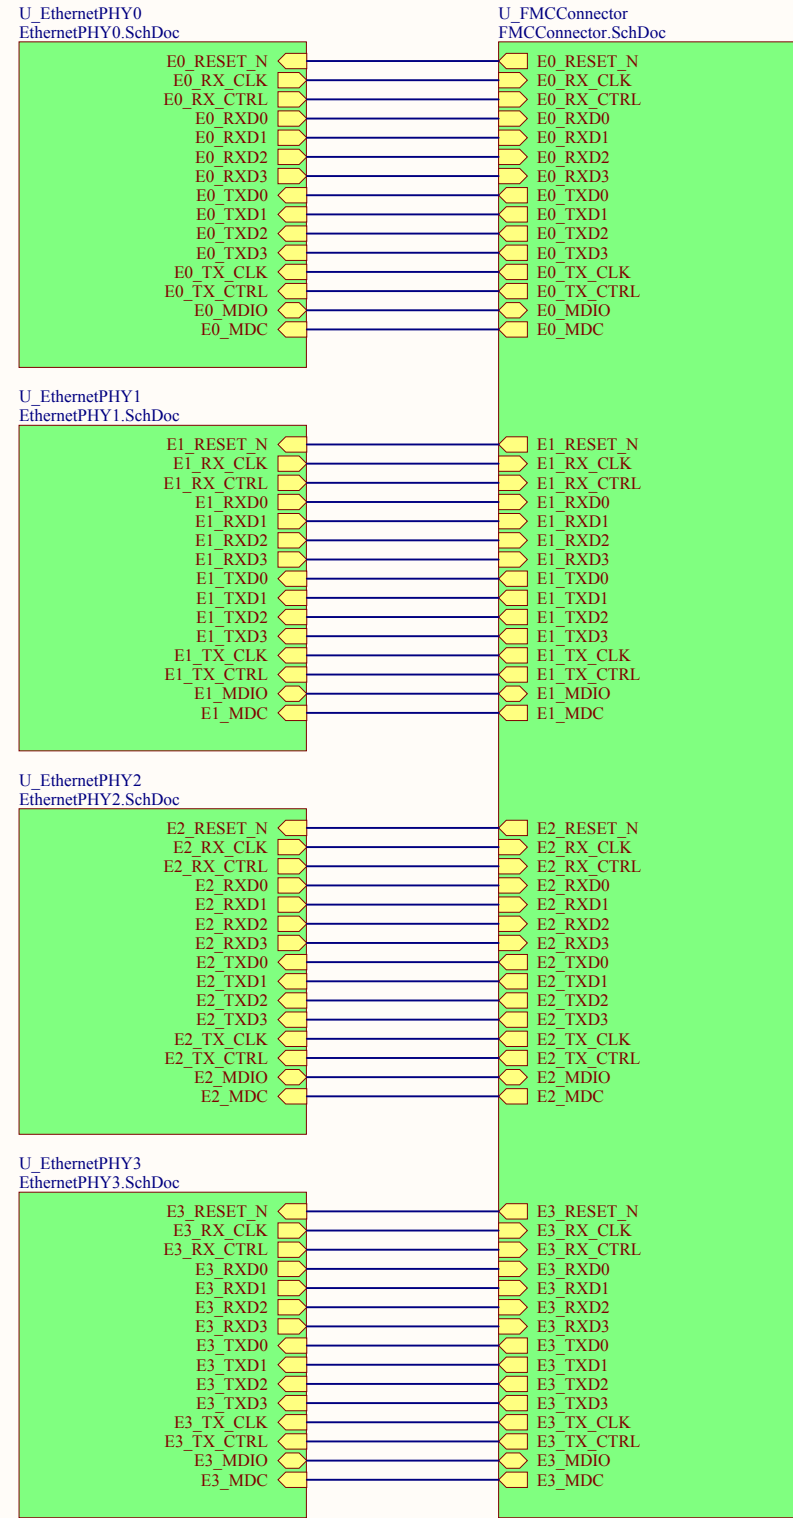 U_EthernetPHY0
EthernetPHY0.SchDoc
E0_RESET_N
E0_RX_CLK
E0_RX_CTRL
E0_RXD0
E0_RXD1
E0_RXD2
E0_RXD3
E0_TXD0
E0_TXD1
E0_TXD2
E0_TXD3
E0_TX_CLK
E0_TX_CTRL
E0_MDIO
E0_MDC
U_EthernetPHY1
EthernetPHY1.SchDoc
E1_RESET_N
E1_RX_CLK
E1_RX_CTRL
E1_RXD0
E1_RXD1
E1_RXD2
E1_RXD3
E1_TXD0
E1_TXD1
E1_TXD2
E1_TXD3
E1_TX_CLK
E1_TX_CTRL
E1_MDIO
E1_MDC
U_EthernetPHY2
EthernetPHY2.SchDoc
E2_RESET_N
E2_RX_CLK
E2_RX_CTRL
E2_RXD0
E2_RXD1
E2_RXD2
E2_RXD3
E2_TXD0
E2_TXD1
E2_TXD2
E2_TXD3
E2_TX_CLK
E2_TX_CTRL
E2_MDIO
E2_MDC
U_EthernetPHY3
EthernetPHY3.SchDoc
E3_RESET_N
E3_RX_CLK
E3_RX_CTRL
E3_RXD0
E3_RXD1
E3_RXD2
E3_RXD3
E3_TXD0
E3_TXD1
E3_TXD2
E3_TXD3
E3_TX_CLK
E3_TX_CTRL
E3_MDIO
E3_MDC
U_FMCConnector
FMCConnector.SchDoc
E0_RESET_N
E0_RX_CLK
E0_RX_CTRL
E0_RXD0
E0_RXD1
E0_RXD2
E0_RXD3
E0_TXD0
E0_TXD1
E0_TXD2
E0_TXD3
E0_TX_CLK
E0_TX_CTRL
E0_MDIO
E0_MDC
E1_RESET_N
E1_RX_CLK
E1_RX_CTRL
E1_RXD0
E1_RXD1
E1_RXD2
E1_RXD3
E1_TXD0
E1_TXD1
E1_TXD2
E1_TXD3
E1_TX_CLK
E1_TX_CTRL
E1_MDIO
E1_MDC
E2_RESET_N
E2_RX_CLK
E2_RX_CTRL
E2_RXD0
E2_RXD1
E2_RXD2
E2_RXD3
E2_TXD0
E2_TXD1
E2_TXD2
E2_TXD3
E2_TX_CLK
E2_TX_CTRL
E2_MDIO
E2_MDC
E3_RESET_N
E3_RX_CLK
E3_RX_CTRL
E3_RXD0
E3_RXD1
E3_RXD2
E3_RXD3
E3_TXD0
E3_TXD1
E3_TXD2
E3_TXD3
E3_TX_CLK
E3_TX_CTRL
E3_MDIO
E3_MDC